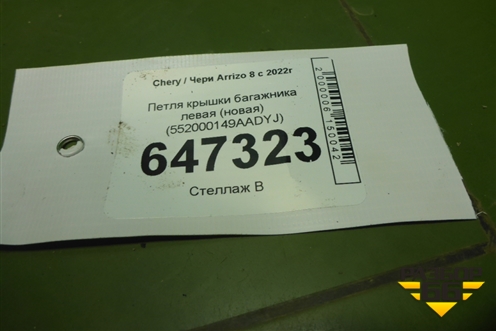 Chery / Чери Arrizo 8 с 2022г
Петля крышки багажника
левая (новая)
(552000149AADYJ)
647323
Стеллаж В
2000006150042